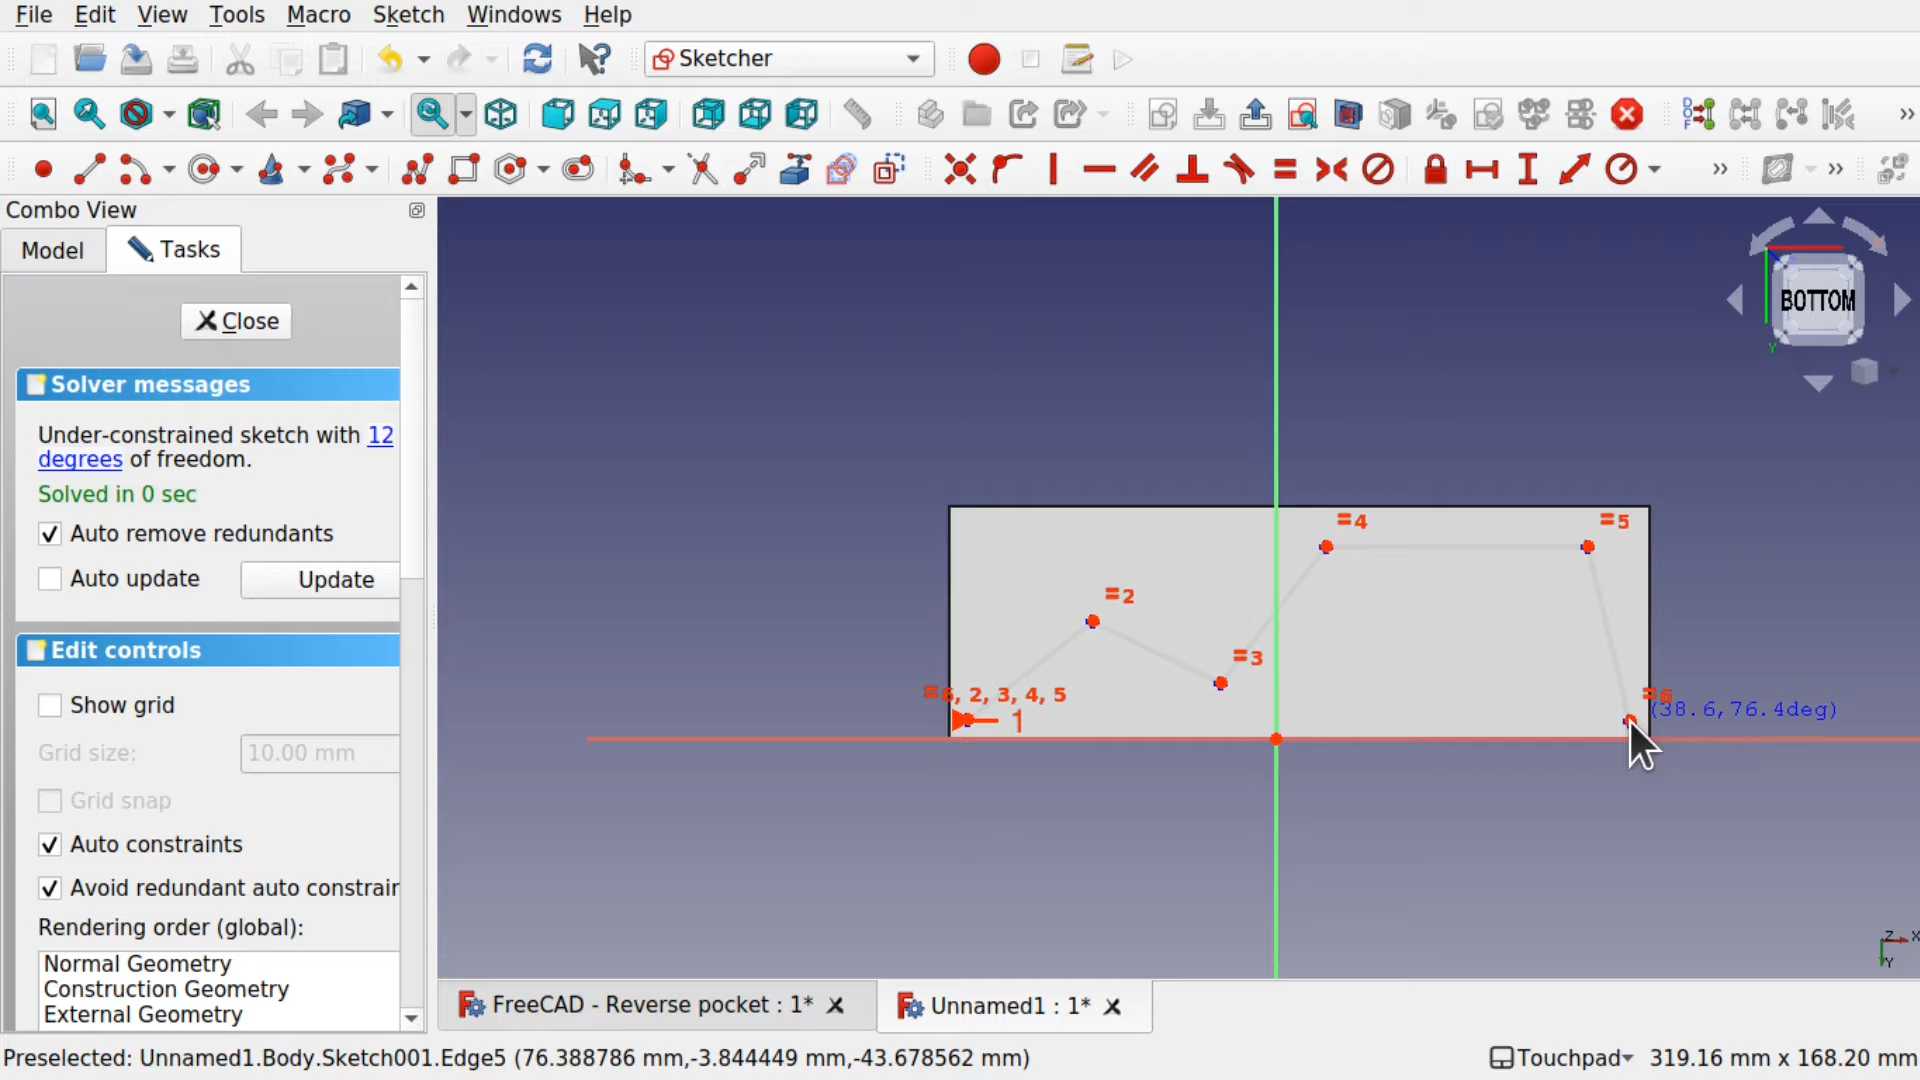 File Edit View Tools Macro Sketch Windows Help
Sketcher
Combo View
Model Tasks
Close
Solver messages
Under-constrained sketch with 12
degrees of freedom.
Solved in 0 sec
Auto remove redundants
Auto update Update
Edit controls
Show grid
Grid size: 10.00 mm
Grid snap
Auto constraints
Avoid redundant auto constrain
Rendering order (global):
Normal Geometry
Construction Geometry
External Geometry
BOTTOM
Y
=4
=5
=2
=3
=6, 2, 3, 4, 5
1
=6
(38.6,76.4deg)
Z X
Y
FreeCAD - Reverse pocket : 1*
Unnamed1 : 1*
Preselected: Unnamed1.Body.Sketch001.Edge5 (76.388786 mm,-3.844449 mm,-43.678562 mm)
Touchpad 319.16 mm x 168.20 mm